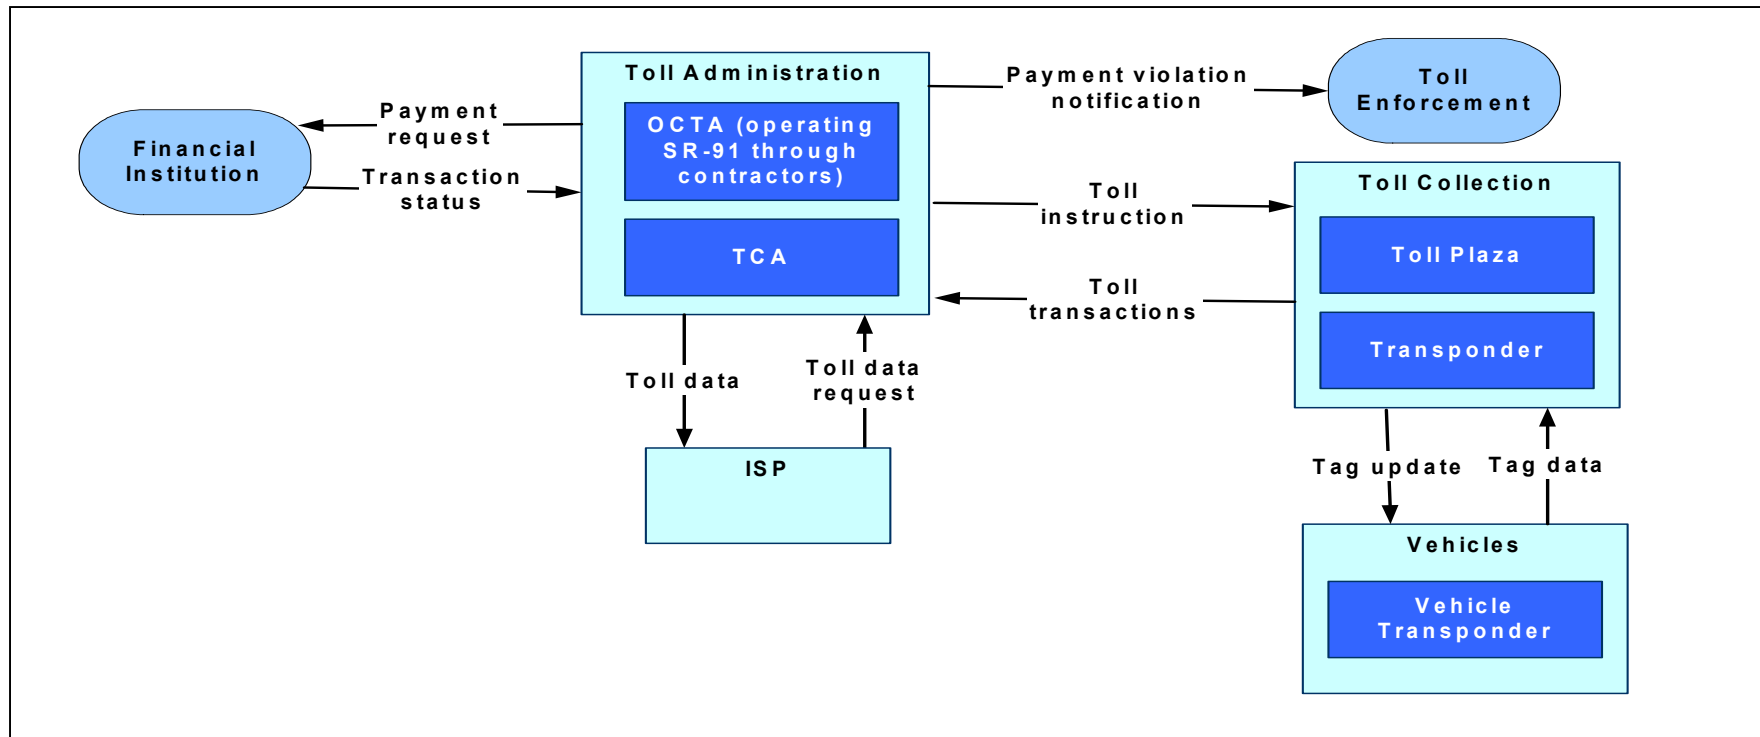 Toll Administration
OCTA (operating
SR-91 through
contractors)
TCA
Payment
request
Transaction
status
Financial
Institution
Payment violation
notification
Toll
Enforcement
Toll
instruction
Toll
transactions
Toll Collection
Toll Plaza
Transponder
Toll data
Toll data
request
ISP
Tag update
Tag data
Vehicles
Vehicle
Transponder